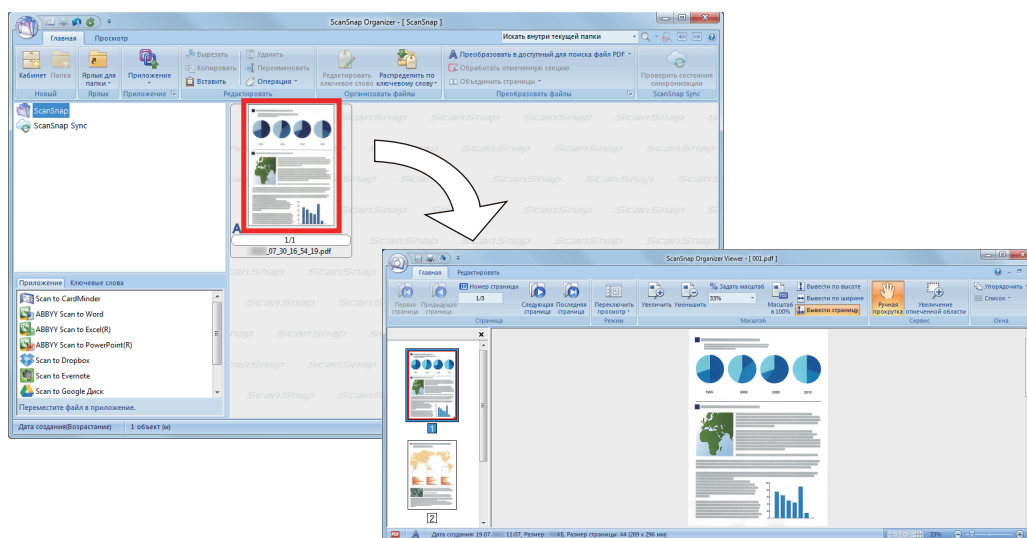 ScanSnap Organizer - [ ScanSnap ]
Главная Просмотр
Искать внутри текущей папки
Кабинет Папка
Новый
Ярлык для папки
Ярлык
Приложение
Приложение
Вырезать
Копировать
Вставить
Удалить
Переименовать
Операция
Редактировать
Редактировать ключевое слово
Распределить по ключевому слову
Организовать файлы
Преобразовать в доступный для поиска файл PDF
Обработать отмеченную секцию
Объединить страницы
Преобразовать файлы
Проверить состояние синхронизации
ScanSnap Sync
ScanSnap
ScanSnap Sync
A
1/1
_07_30_16_54_19.pdf
Приложение Ключевые слова
Scan to CardMinder
ABBYY Scan to Word
ABBYY Scan to Excel(R)
ABBYY Scan to PowerPoint(R)
Scan to Dropbox
Scan to Evernote
Scan to Google Диск
Переместите файл в приложение.
Дата создания(Возрастание) 1 объект (ы)
ScanSnap Organizer Viewer - [ 001.pdf ]
Главная Редактировать
Первая страница
Предыдущая страница
Номер страницы
1/3
Следующая страница
Последняя страница
Страница
Переключить просмотр
Режим
Увеличить Уменьшить
% Задать масштаб
33%
Масштаб в 100%
Вывести по высоте
Вывести по ширине
Вывести страницу
Масштаб
Ручная прокрутка
Увеличение отмеченной области
Сервис
Упорядочить
Список
Окна
1
2
1995 2000 2005 2010
PDF A Дата создания: 19.07. 11:07, Размер: КБ, Размер страницы: A4 (209 x 296 мм)
33%